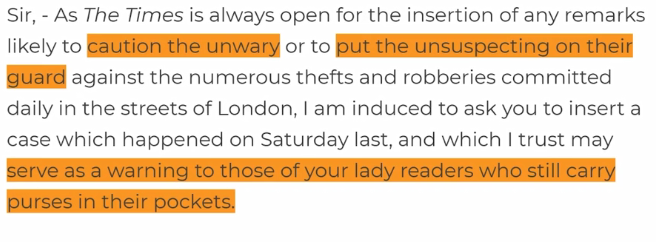 Sir, - As The Times is always open for the insertion of any remarks
likely to caution the unwary or to put the unsuspecting on their
guard against the numerous thefts and robberies committed
daily in the streets of London, I am induced to ask you to insert a
case which happened on Saturday last, and which I trust may
serve as a warning to those of your lady readers who still carry
purses in their pockets.